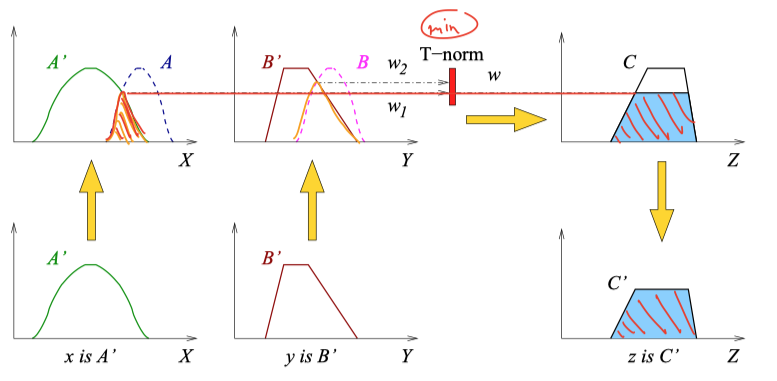 min
T–norm
A’ A
B’ B
w2
w
C
w1
X
Y
Z
A’
B’
C’
X
Y
Z
x is A’
y is B’
z is C’